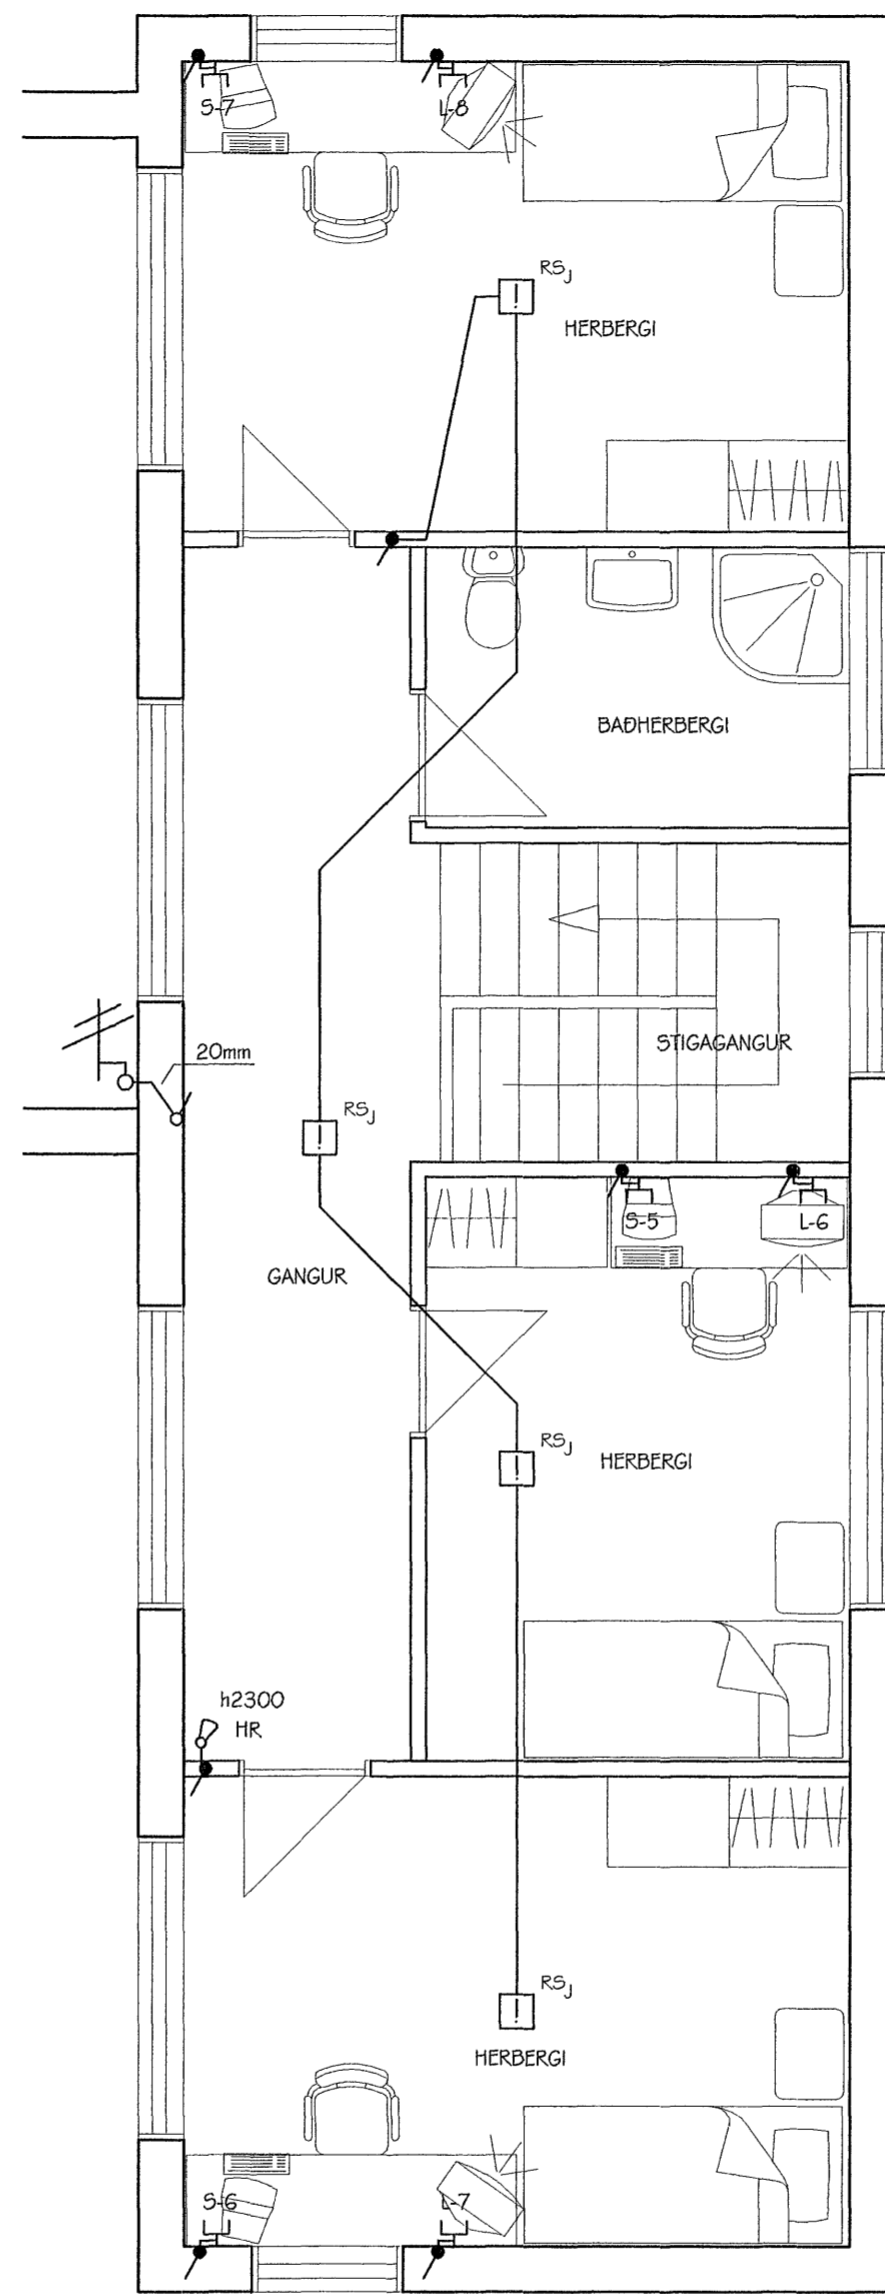 S-7
L-8
RSJ
HERBERGI
BAÐHERBERGI
STIGAGANGUR
20mm
RSJ
S-5
L-6
GANGUR
RSJ
HERBERGI
h2300
HR
RSJ
HERBERGI
S-6
L-7